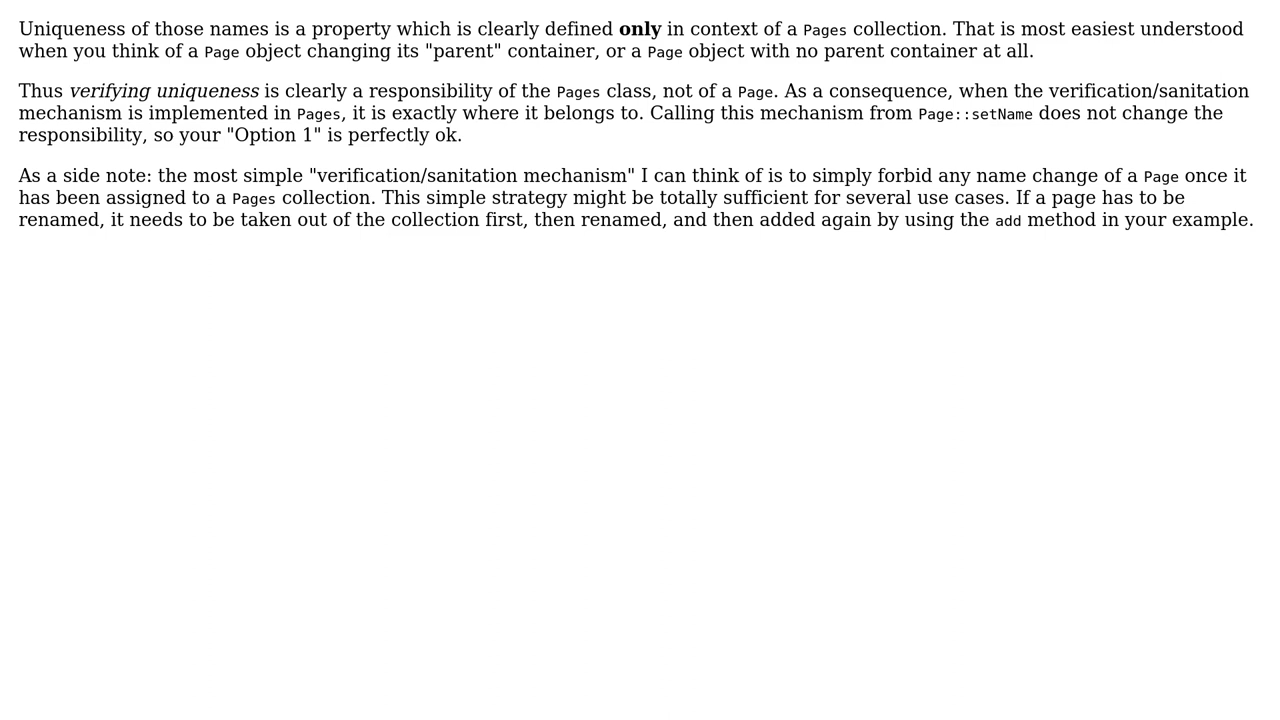 Uniqueness of those names is a property which is clearly defined only in context of a Pages collection. That is most easiest understood
when you think of a Page object changing its "parent" container, or a Page object with no parent container at all.
Thus verifying uniqueness is clearly a responsibility of the Pages class, not of a Page. As a consequence, when the verification/sanitation
mechanism is implemented in Pages, it is exactly where it belongs to. Calling this mechanism from Page::setName does not change the
responsibility, so your "Option 1" is perfectly ok.
As a side note: the most simple "verification/sanitation mechanism" I can think of is to simply forbid any name change of a Page once it
has been assigned to a Pages collection. This simple strategy might be totally sufficient for several use cases. If a page has to be
renamed, it needs to be taken out of the collection first, then renamed, and then added again by using the add method in your example.